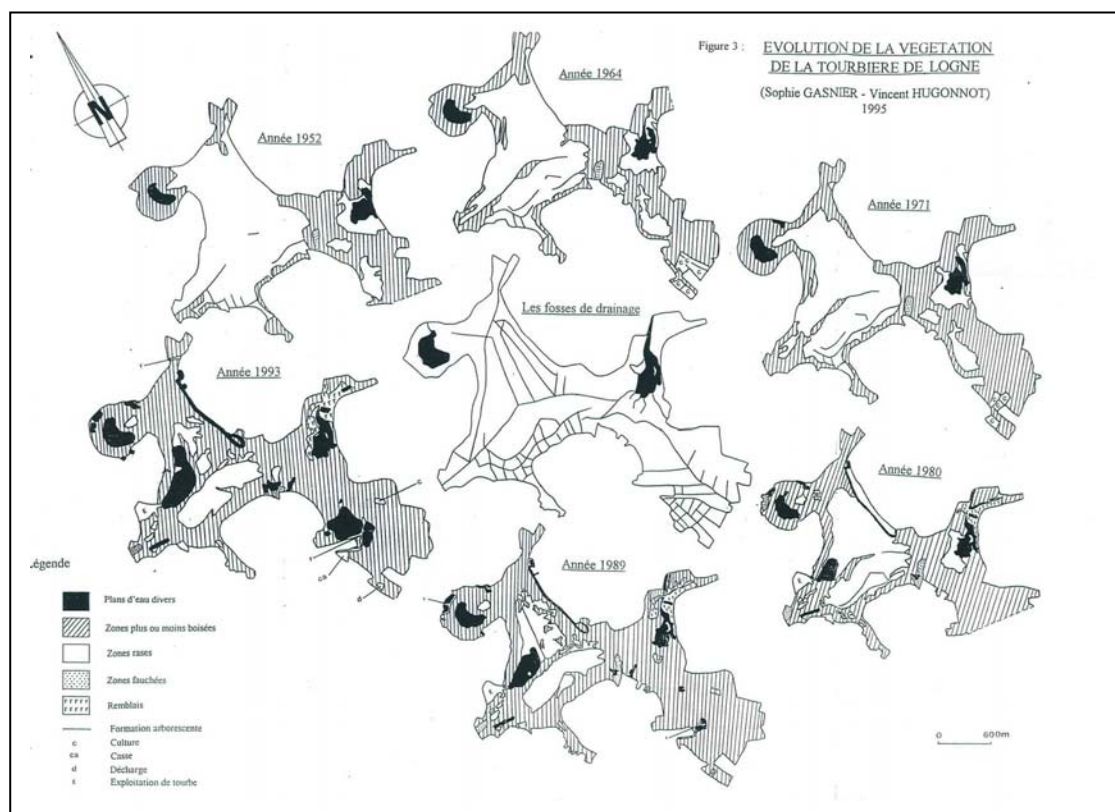 Figure 3 : EVOLUTION DE LA VEGETATION
DE LA TOURBIERE DE LOGNE
(Sophie GASNIER - Vincent HUGONNOT)
1995
N
Année 1964
Année 1952
Année 1971
Les fosses de drainage
Année 1993
Année 1980
Année 1989
égende
Plans d'eau divers
Zones plus ou moins boisées
Zones rases
Zones fauchées
Remblais
Formation arborescente
c Culture
ca Casse
d Décharge
t Exploitation de tourbe
0 600m